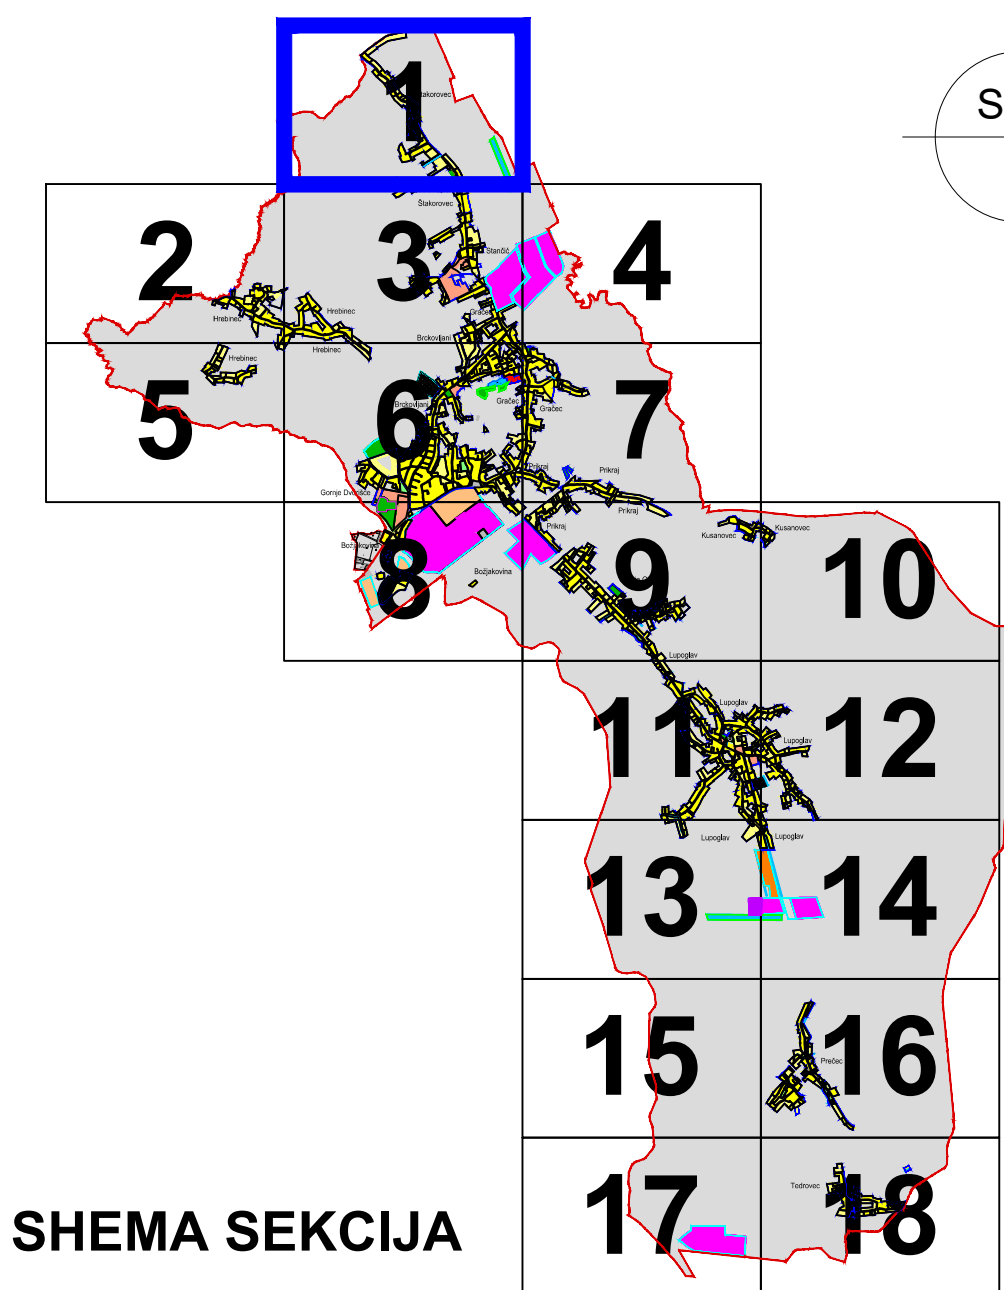 1
Štakorovec
S
Štakorovec
2
3
4
Stančić
Hrebinec
Hrebinec
Gračec
Brckovljani
Hrebinec
Hrebinec
5
6
7
Brckovljani
Gračec
Gračec
Prikraj
Prikraj
Gornje Dvorišće
Prikraj
Prikraj
Kusanovec
Kusanovec
Božjakovina
8
9
10
Božjakovina
Lupoglav
11
12
Lupoglav
Lupoglav
Lupoglav
Lupoglav
13
14
15
16
Prečec
Tedrovec
17
18
SHEMA SEKCIJA